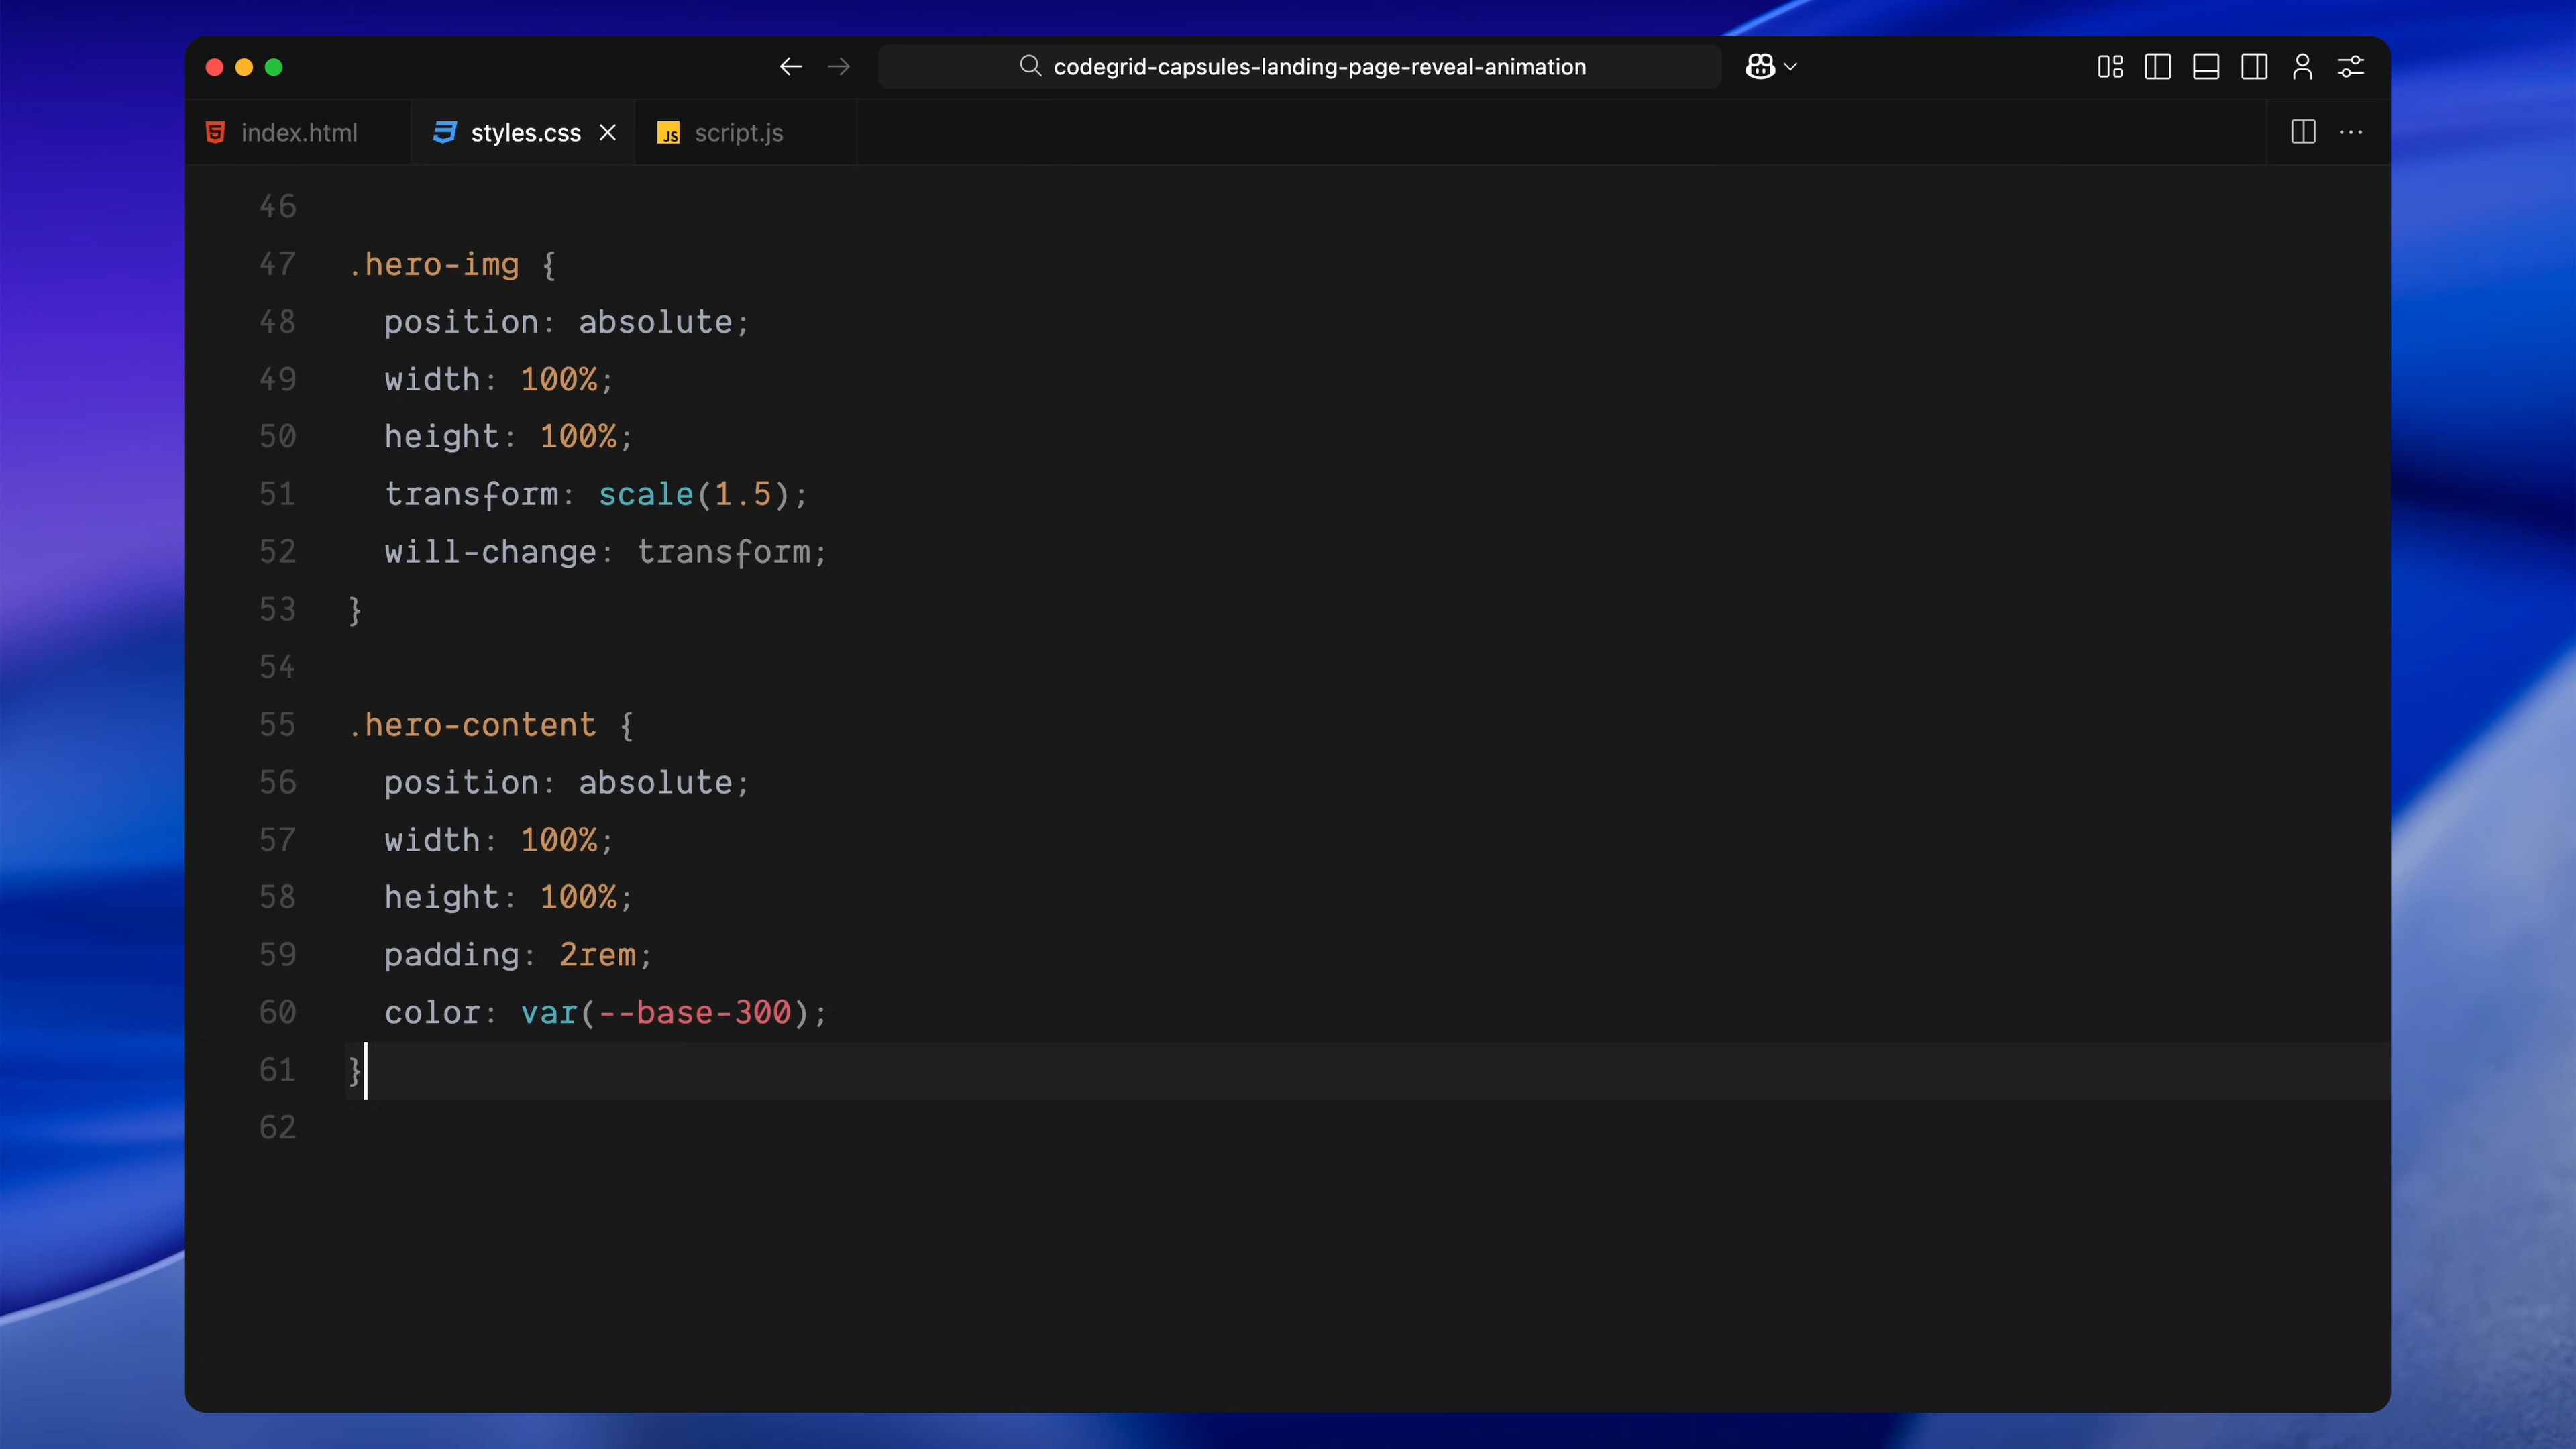 codegrid-capsules-landing-page-reveal-animation
index.html
styles.css
JS script.js
46
47 .hero-img {
48 position: absolute;
49 width: 100%;
50 height: 100%;
51 transform: scale(1.5);
52 will-change: transform;
53 }
54
55 .hero-content {
56 position: absolute;
57 width: 100%;
58 height: 100%;
59 padding: 2rem;
60 color: var(--base-300);
61 }
62